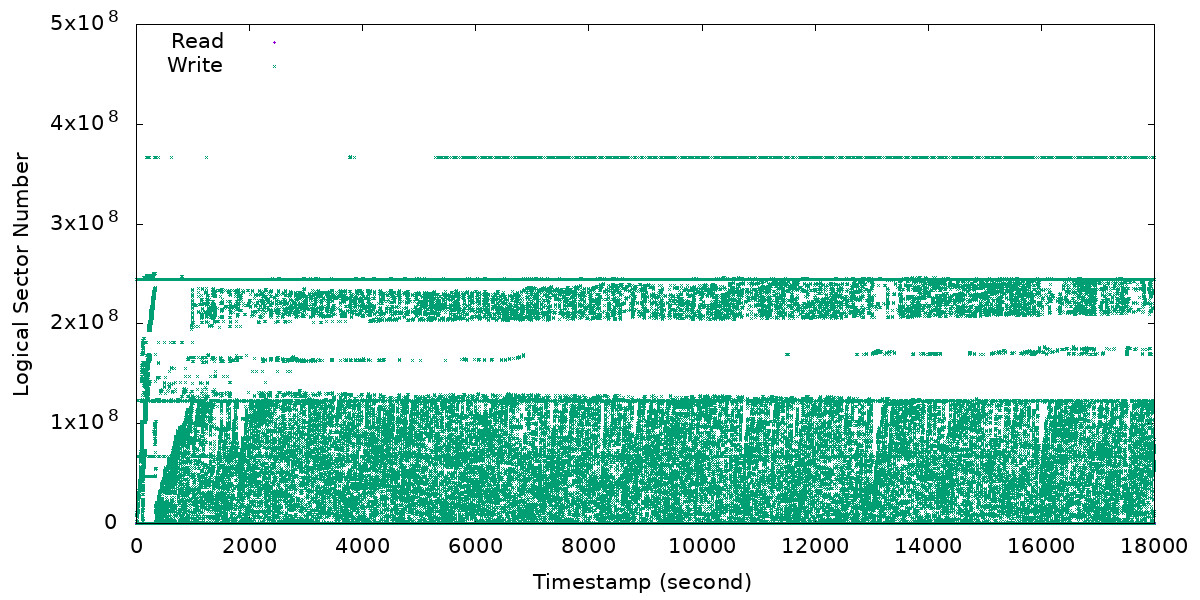 5x10^8
Read
Write
4x10^8
3x10^8
2x10^8
1x10^8
0
Logical Sector Number
0 2000 4000 6000 8000 10000 12000 14000 16000 18000
Timestamp (second)